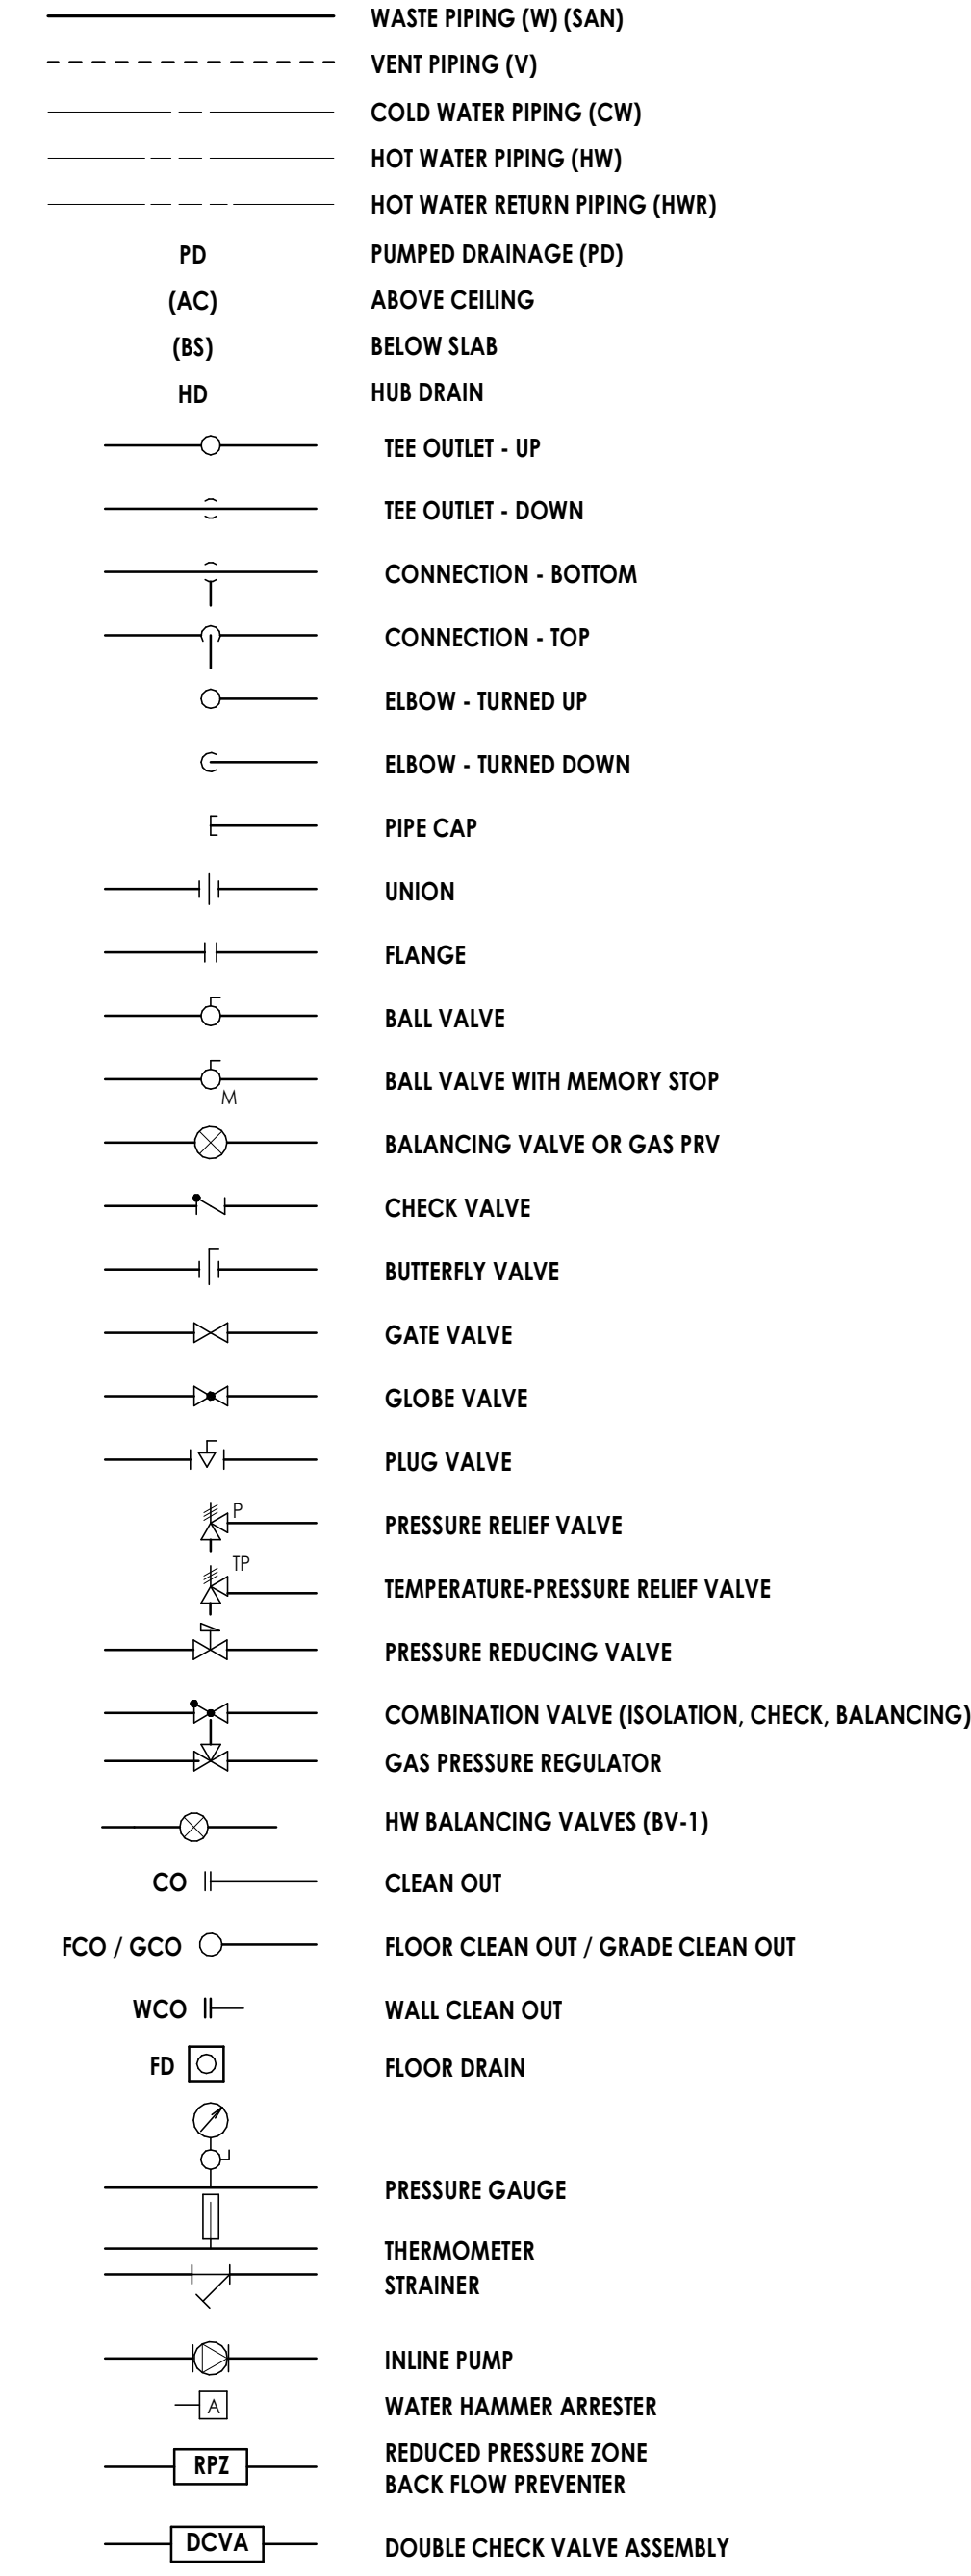 WASTE PIPING (W) (SAN)
VENT PIPING (V)
COLD WATER PIPING (CW)
HOT WATER PIPING (HW)
HOT WATER RETURN PIPING (HWR)
PD PUMPED DRAINAGE (PD)
(AC) ABOVE CEILING
(BS) BELOW SLAB
HD HUB DRAIN
TEE OUTLET - UP
TEE OUTLET - DOWN
CONNECTION - BOTTOM
CONNECTION - TOP
ELBOW - TURNED UP
ELBOW - TURNED DOWN
PIPE CAP
UNION
FLANGE
BALL VALVE
M BALL VALVE WITH MEMORY STOP
BALANCING VALVE OR GAS PRV
CHECK VALVE
BUTTERFLY VALVE
GATE VALVE
GLOBE VALVE
PLUG VALVE
P PRESSURE RELIEF VALVE
TP TEMPERATURE-PRESSURE RELIEF VALVE
PRESSURE REDUCING VALVE
COMBINATION VALVE (ISOLATION, CHECK, BALANCING)
GAS PRESSURE REGULATOR
HW BALANCING VALVES (BV-1)
CO CLEAN OUT
FCO / GCO FLOOR CLEAN OUT / GRADE CLEAN OUT
WCO WALL CLEAN OUT
FD FLOOR DRAIN
PRESSURE GAUGE
THERMOMETER
STRAINER
INLINE PUMP
A WATER HAMMER ARRESTER
RPZ REDUCED PRESSURE ZONE
BACK FLOW PREVENTER
DCVA DOUBLE CHECK VALVE ASSEMBLY